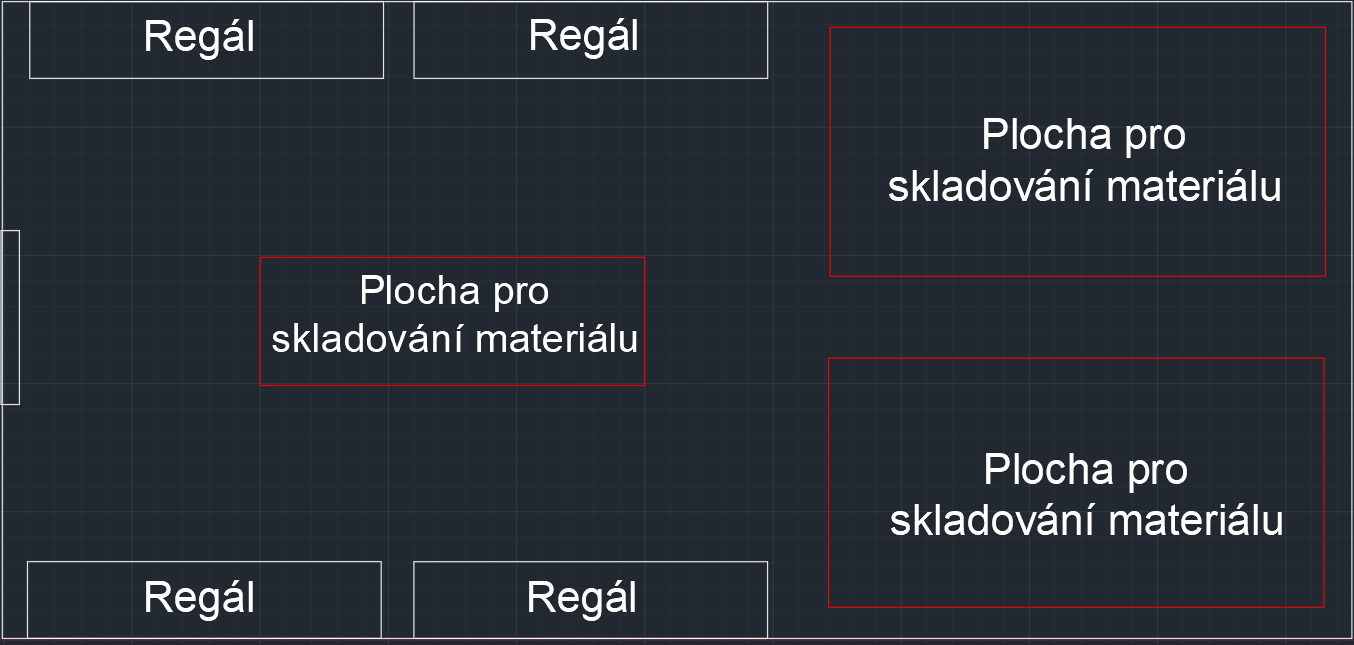 Regál
Regál
Plocha pro
skladování materiálu
Plocha pro
skladování materiálu
Plocha pro
skladování materiálu
Regál
Regál